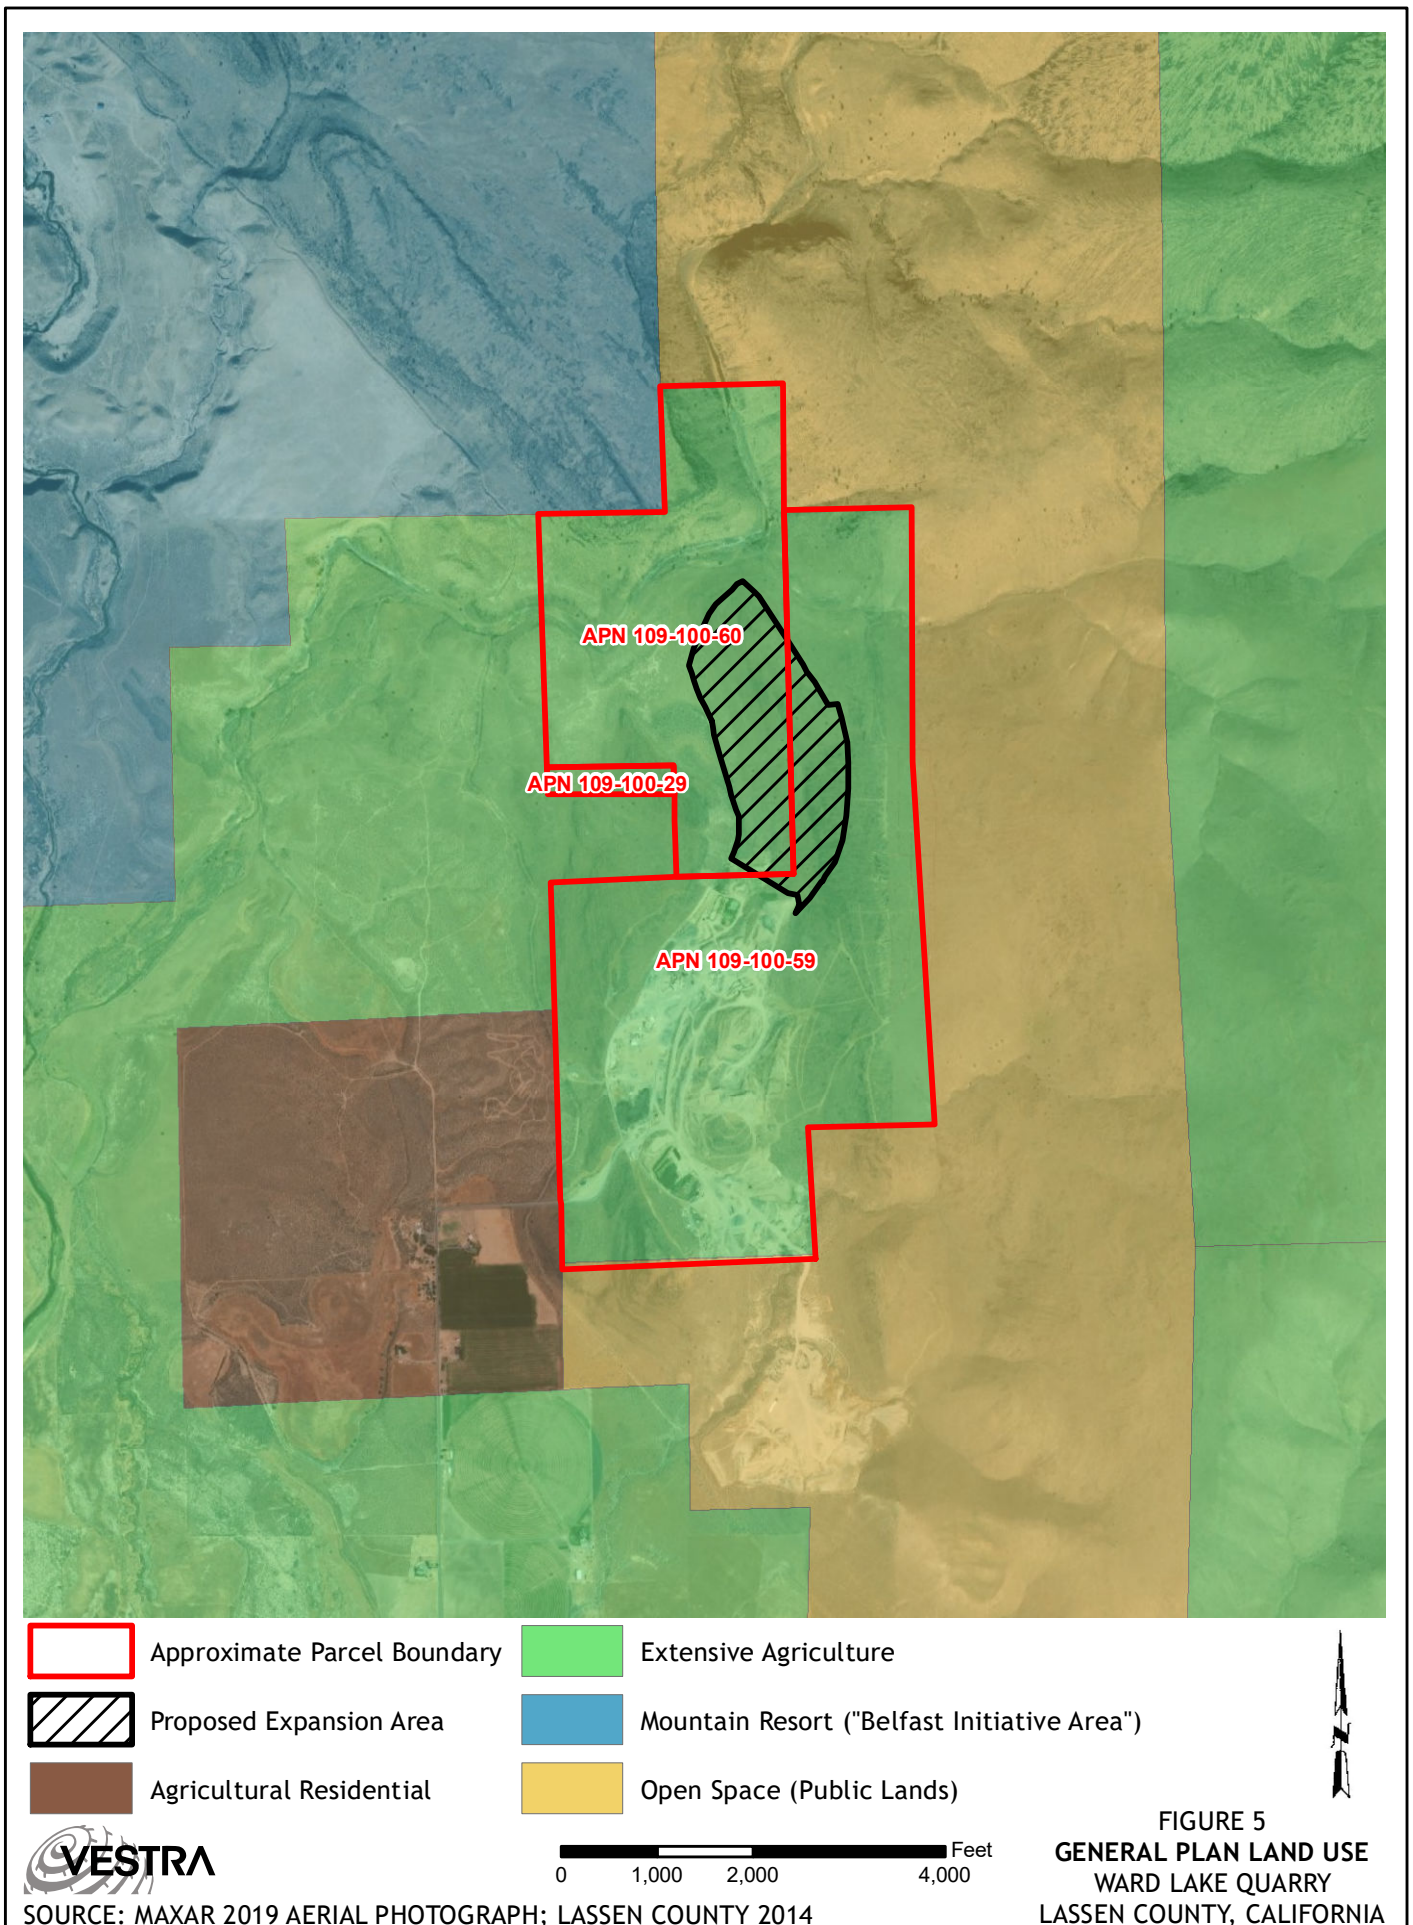 APN 109-100-60
APN 109-100-29
APN 109-100-59
Approximate Parcel Boundary
Proposed Expansion Area
Agricultural Residential
Extensive Agriculture
Mountain Resort ("Belfast Initiative Area")
Open Space (Public Lands)
N
VESTRA
Feet
0 1,000 2,000 4,000
FIGURE 5
GENERAL PLAN LAND USE
WARD LAKE QUARRY
LASSEN COUNTY, CALIFORNIA
SOURCE: MAXAR 2019 AERIAL PHOTOGRAPH; LASSEN COUNTY 2014